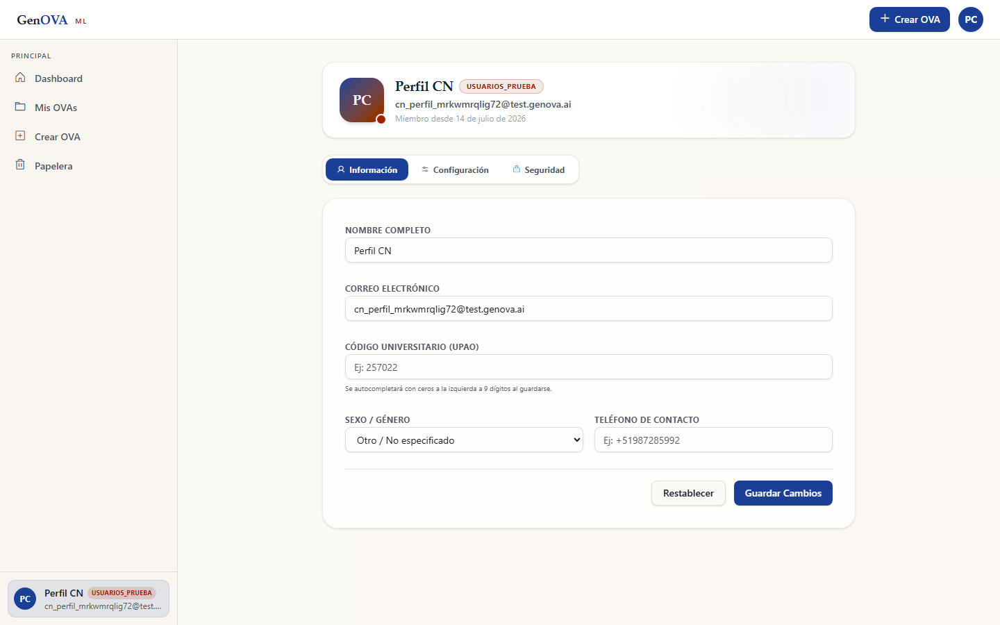 GenOVA ML
Crear OVA
PC
PRINCIPAL
Dashboard
Mis OVAs
Crear OVA
Papelera
PC
Perfil CN USUARIOS_PRUEBA
cn_perfil_mrkwmrqlig72@test.genova.ai
Miembro desde 14 de julio de 2026
Información Configuración Seguridad
NOMBRE COMPLETO
Perfil CN
CORREO ELECTRÓNICO
cn_perfil_mrkwmrqlig72@test.genova.ai
CÓDIGO UNIVERSITARIO (UPAO)
Ej: 257022
Se autocompletará con ceros a la izquierda a 9 dígitos al guardarse.
SEXO / GÉNERO
Otro / No especificado
TELÉFONO DE CONTACTO
Ej: +51987285992
Restablecer
Guardar Cambios
PC
Perfil CN USUARIOS_PRUEBA
cn_perfil_mrkwmrqlig72@test....